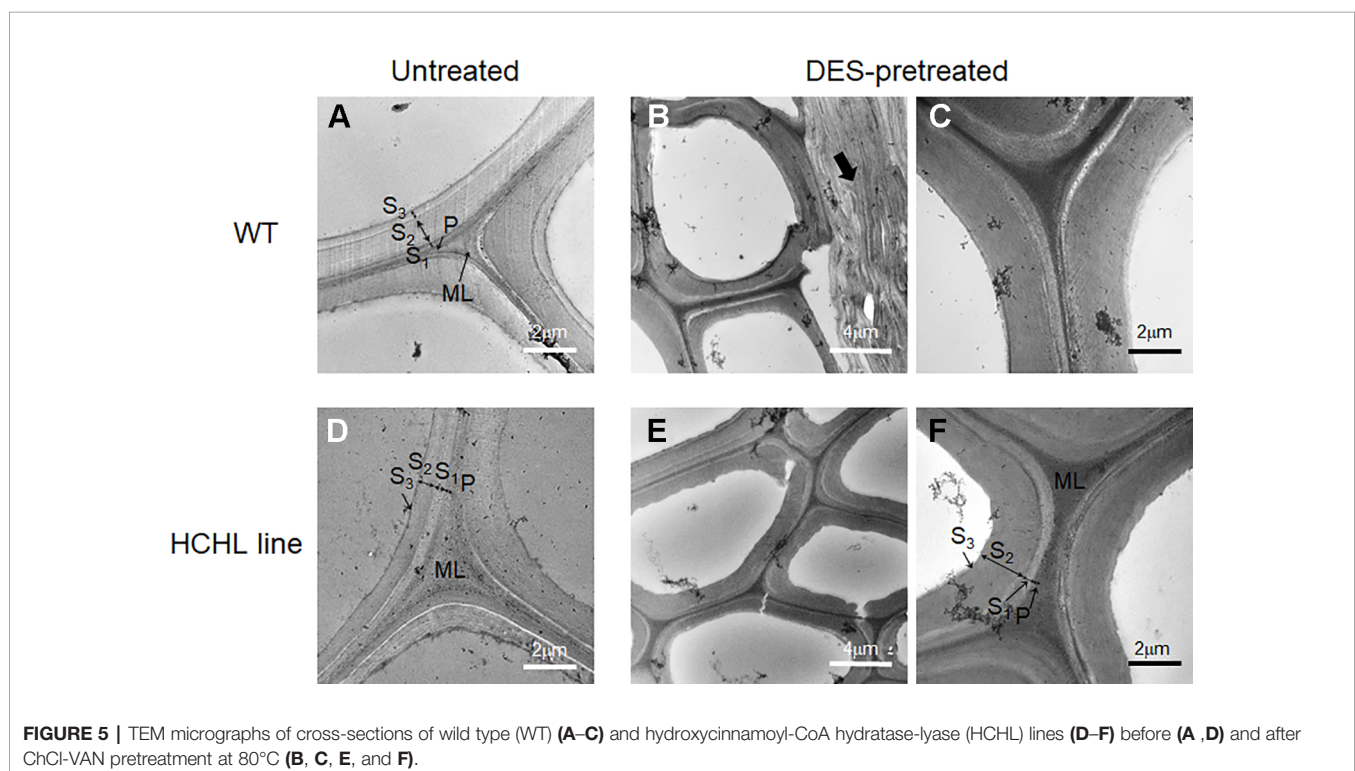 Untreated
DES-pretreated
WT
A
S3
S2
S1
P
ML
2μm
B
4μm
C
2μm
HCHL line
D
S3
S2
S1
P
ML
2μm
E
4μm
F
ML
S3
S2
S1
P
2μm
FIGURE 5 | TEM micrographs of cross-sections of wild type (WT) (A–C) and hydroxycinnamoyl-CoA hydratase-lyase (HCHL) lines (D–F) before (A ,D) and after
ChCl-VAN pretreatment at 80°C (B, C, E, and F).